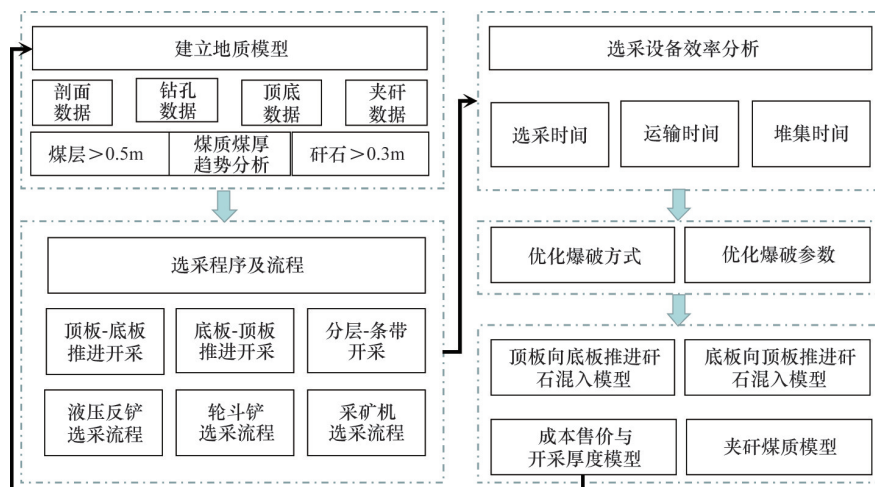 建立地质模型
剖面
数据
钻孔
数据
顶底
数据
夹矸
数据
煤层＞0.5m
煤质煤厚
趋势分析
矸石＞0.3m
选采程序及流程
顶板-底板
推进开采
底板-顶板
推进开采
分层-条带
开采
液压反铲
选采流程
轮斗铲
选采流程
采矿机
选采流程
选采设备效率分析
选采时间
运输时间
堆集时间
优化爆破方式
优化爆破参数
顶板向底板推进矸
石混入模型
底板向顶板推进矸
石混入模型
成本售价与
开采厚度模型
夹矸煤质模型